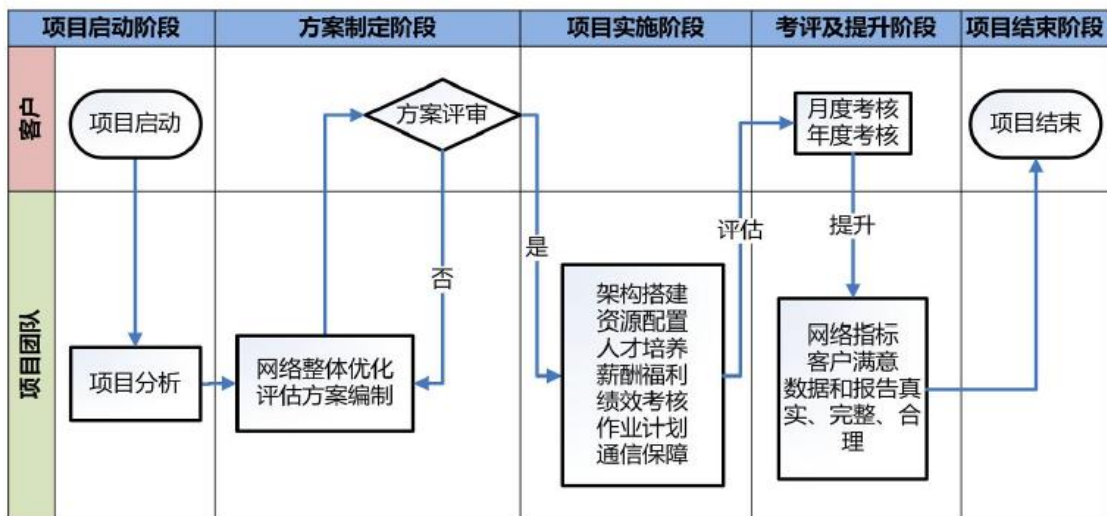 项目启动阶段
方案制定阶段
项目实施阶段
考评及提升阶段
项目结束阶段
客户
项目启动
方案评审
月度考核
年度考核
项目结束
评估
提升
是
否
项目团队
项目分析
网络整体优化
评估方案编制
架构搭建
资源配置
人才培养
薪酬福利
绩效考核
作业计划
通信保障
网络指标
客户满意
数据和报告真
实、完整、合
理